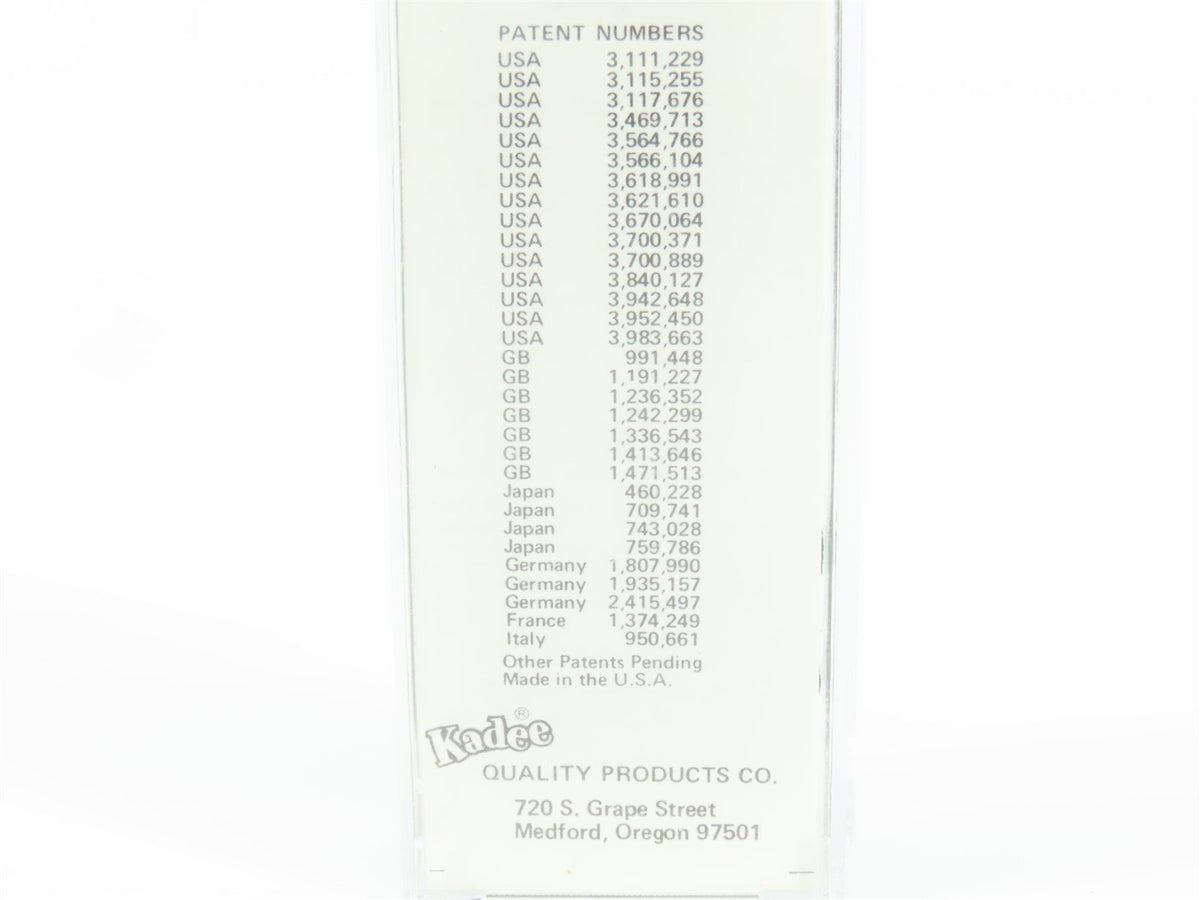 PATENT NUMBERS
USA 3,111,229
USA 3,115,255
USA 3,117,676
USA 3,469,713
USA 3,564,766
USA 3,566,104
USA 3,618,991
USA 3,621,610
USA 3,670,064
USA 3,700,371
USA 3,700,889
USA 3,840,127
USA 3,942,648
USA 3,952,450
USA 3,983,663
GB 991,448
GB 1,191,227
GB 1,236,352
GB 1,242,299
GB 1,336,543
GB 1,413,646
GB 1,471,513
Japan 460,228
Japan 709,741
Japan 743,028
Japan 759,786
Germany 1,807,990
Germany 1,935,157
Germany 2,415,497
France 1,374,249
Italy 950,661
Other Patents Pending
Made in the U.S.A.
Kadee®
QUALITY PRODUCTS CO.
720 S. Grape Street
Medford, Oregon 97501